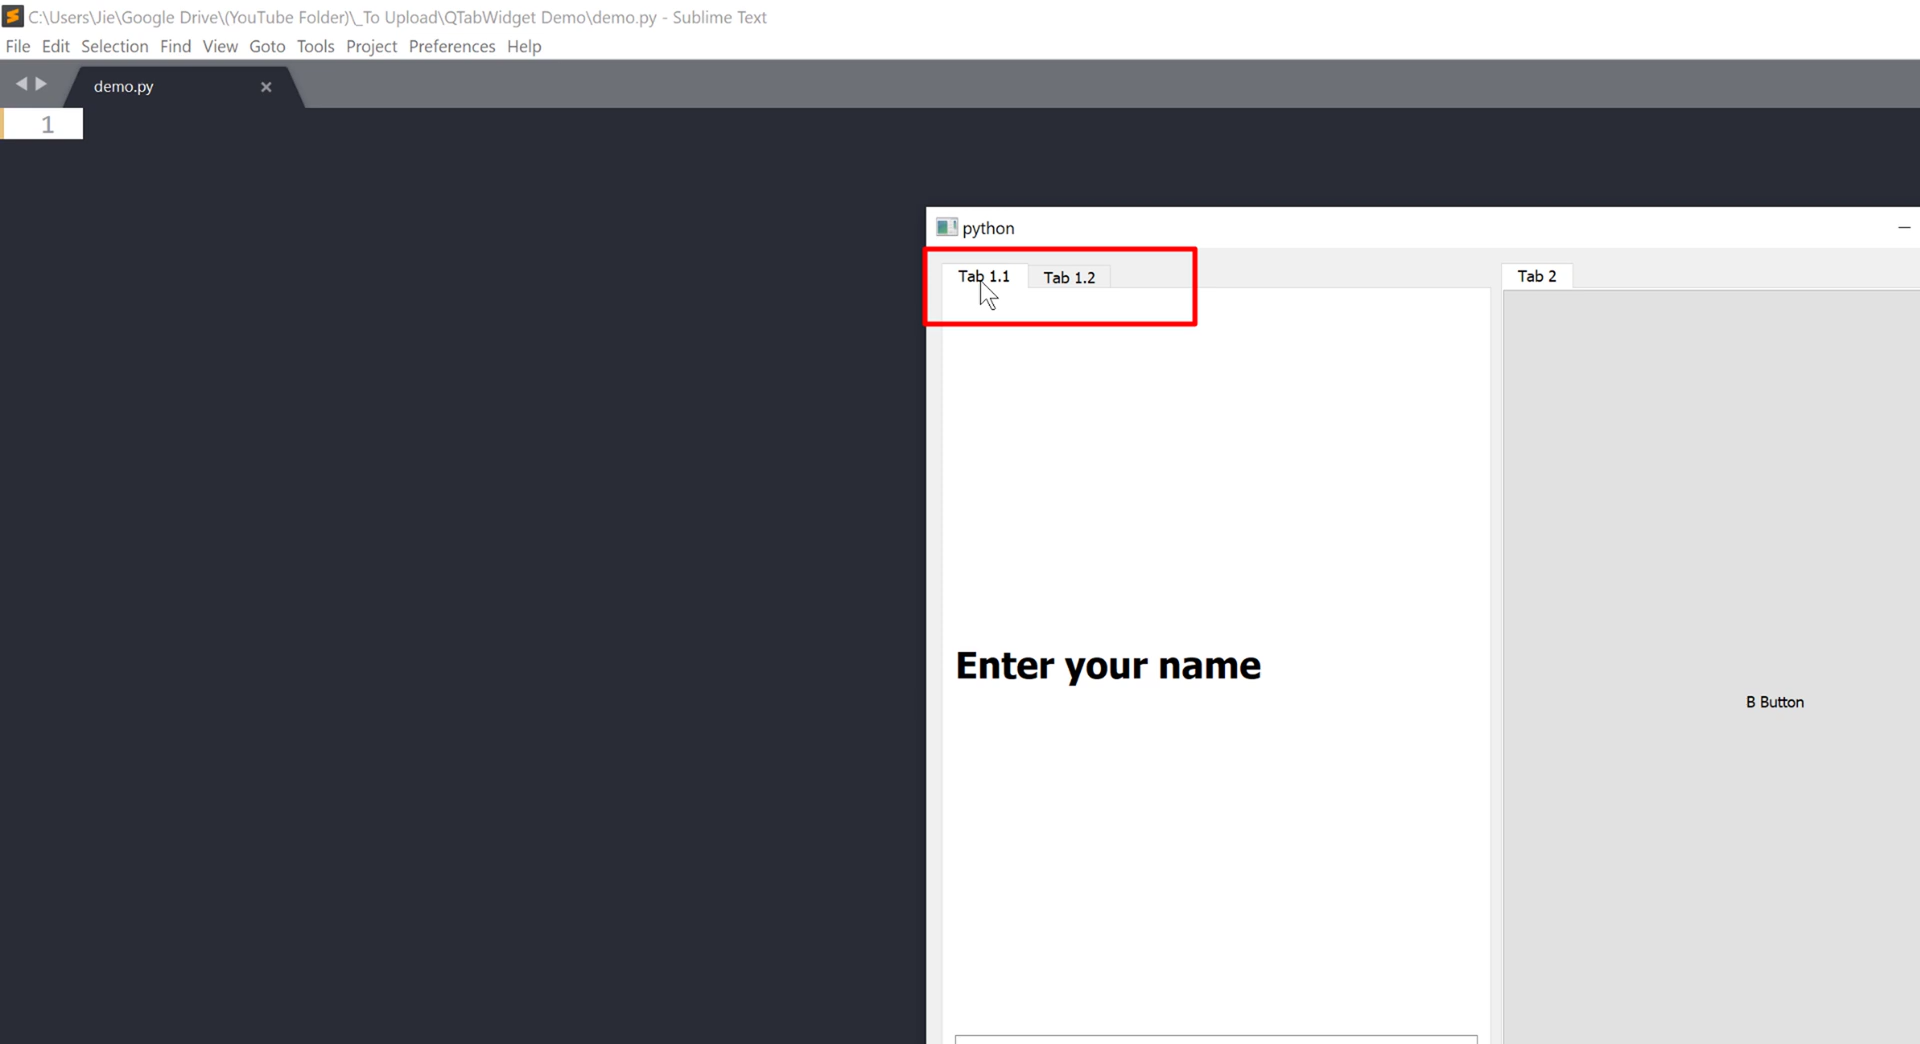 C:\Users\Jie\Google Drive\(YouTube Folder)\_To Upload\QTabWidget Demo\demo.py - Sublime Text
File Edit Selection Find View Goto Tools Project Preferences Help
demo.py
1
python
Tab 1.1 Tab 1.2 Tab 2
Enter your name
B Button